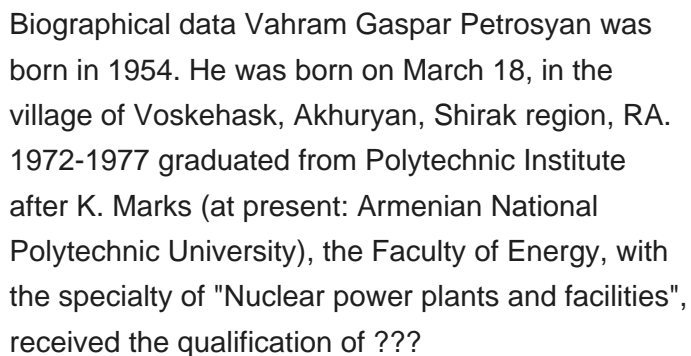 Biographical data Vahram Gaspar Petrosyan was
born in 1954. He was born on March 18, in the
village of Voskehask, Akhuryan, Shirak region, RA.
1972-1977 graduated from Polytechnic Institute
after K. Marks (at present: Armenian National
Polytechnic University), the Faculty of Energy, with
the specialty of "Nuclear power plants and facilities",
received the qualification of ???